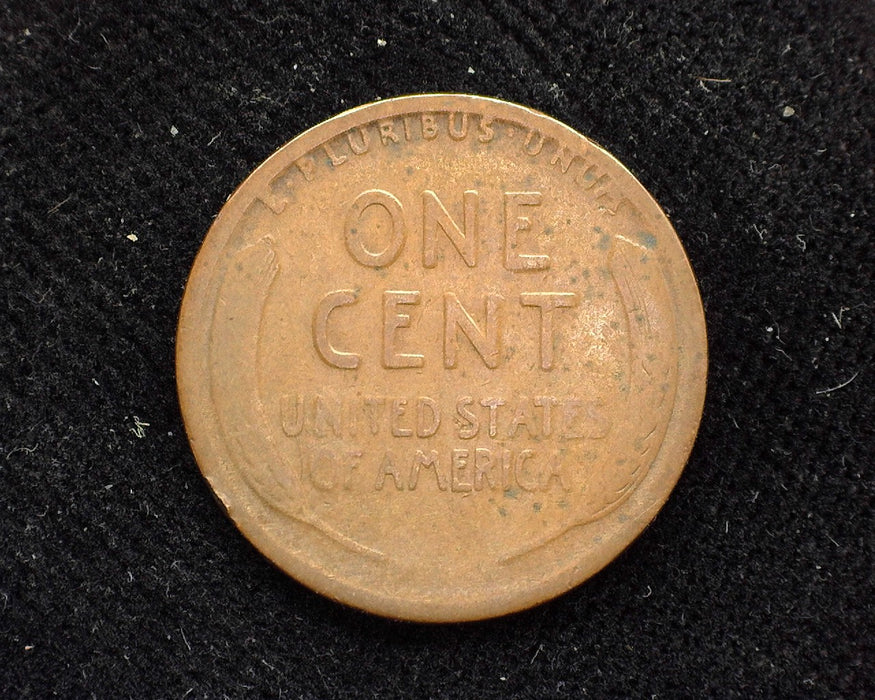 E · PLURIBUS · UNUM
ONE
CENT
UNITED STATES
OF AMERICA